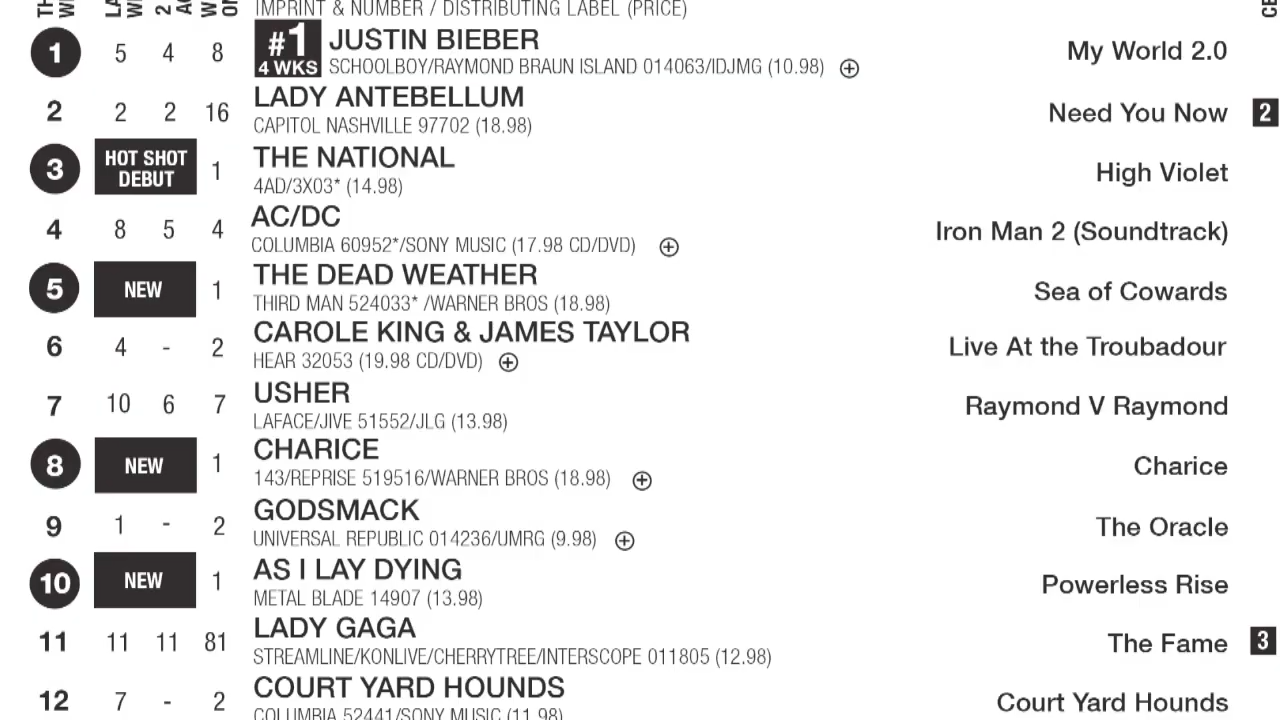 IMPRINT & NUMBER / DISTRIBUTING LABEL (PRICE)
1 5 4 8 #1 4 WKS JUSTIN BIEBER My World 2.0
SCHOOLBOY/RAYMOND BRAUN ISLAND 014063/IDJMG (10.98) ⊕
2 2 2 16 LADY ANTEBELLUM Need You Now 2
CAPITOL NASHVILLE 97702 (18.98)
3 HOT SHOT DEBUT 1 THE NATIONAL High Violet
4AD/3X03* (14.98)
4 8 5 4 AC/DC Iron Man 2 (Soundtrack)
COLUMBIA 60952*/SONY MUSIC (17.98 CD/DVD) ⊕
5 NEW 1 THE DEAD WEATHER Sea of Cowards
THIRD MAN 524033* /WARNER BROS (18.98)
6 4 - 2 CAROLE KING & JAMES TAYLOR Live At the Troubadour
HEAR 32053 (19.98 CD/DVD) ⊕
7 10 6 7 USHER Raymond V Raymond
LAFACE/JIVE 51552/JLG (13.98)
8 NEW 1 CHARICE Charice
143/REPRISE 519516/WARNER BROS (18.98) ⊕
9 1 - 2 GODSMACK The Oracle
UNIVERSAL REPUBLIC 014236/UMRG (9.98) ⊕
10 NEW 1 AS I LAY DYING Powerless Rise
METAL BLADE 14907 (13.98)
11 11 11 81 LADY GAGA The Fame 3
STREAMLINE/KONLIVE/CHERRYTREE/INTERSCOPE 011805 (12.98)
12 7 - 2 COURT YARD HOUNDS Court Yard Hounds
COLUMBIA 52441/SONY MUSIC (11.98)